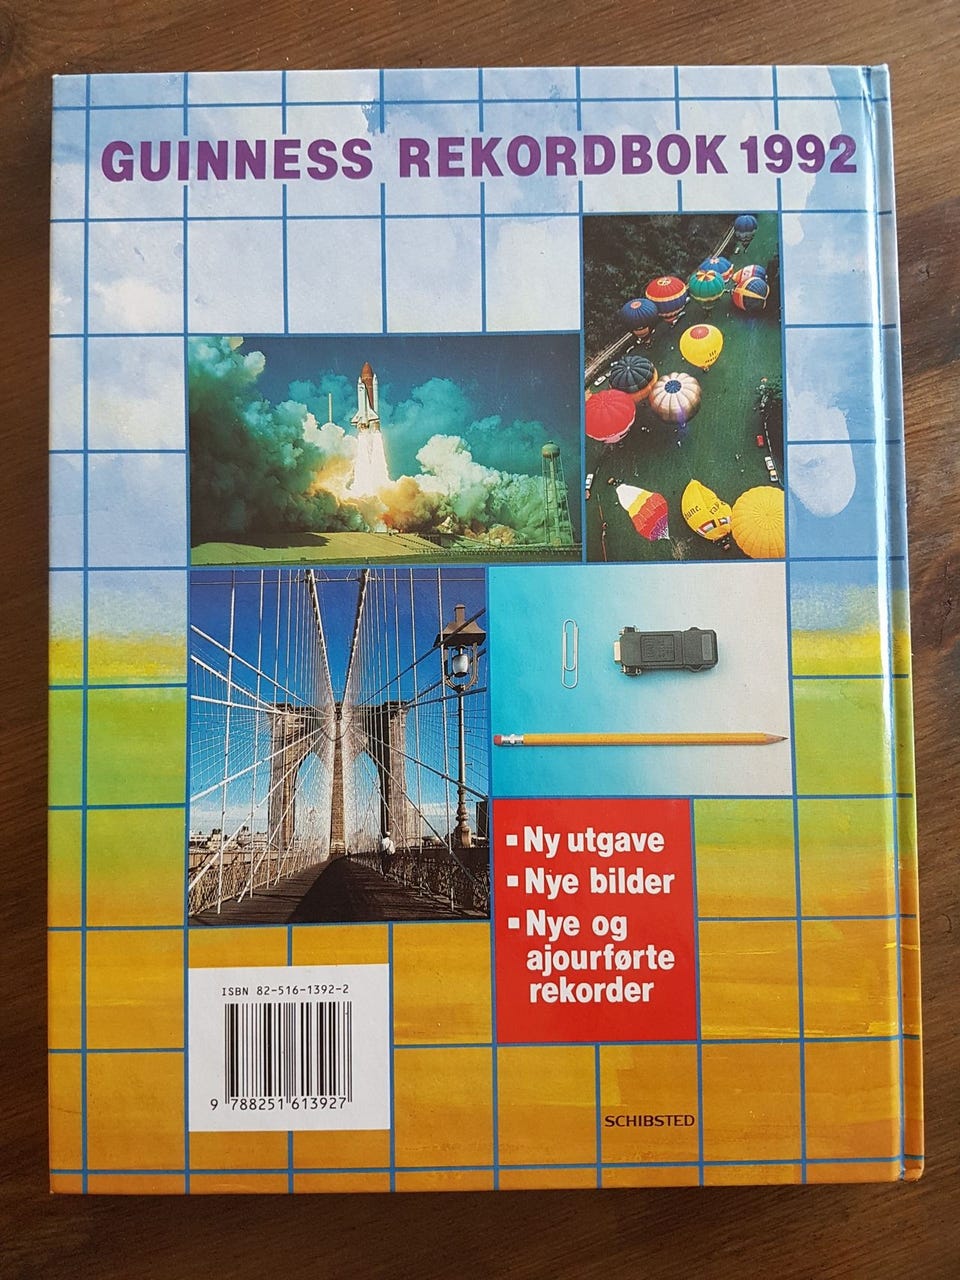 GUINNESS REKORDBOK 1992
▪ Ny utgave
▪ Nye bilder
▪ Nye og
ajourførte
rekorder
ISBN 82-516-1392-2
9 788251 613927
SCHIBSTED